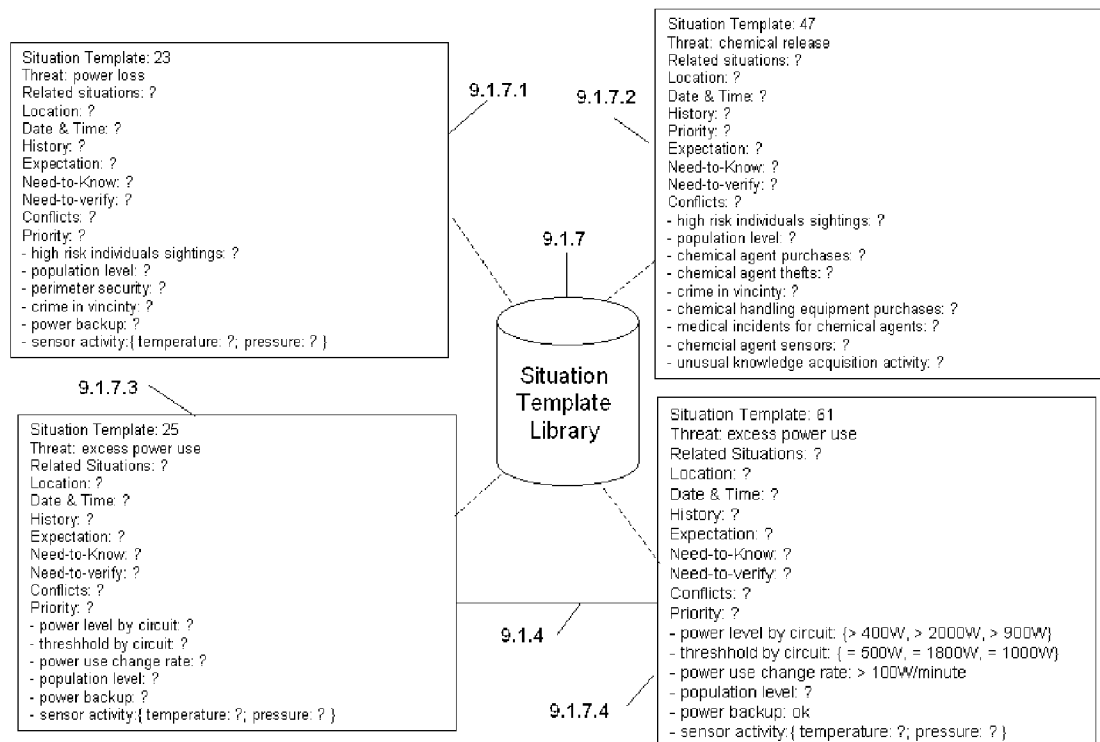 Situation Template: 23
Threat: power loss
Related situations: ?
Location: ?
Date & Time: ?
History: ?
Expectation: ?
Need-to-Know: ?
Need-to-verify: ?
Conflicts: ?
Priority: ?
- high risk individuals sightings: ?
- population level: ?
- perimeter security: ?
- crime in vincinty: ?
- power backup: ?
- sensor activity:{ temperature: ?; pressure: ? }
9.1.7.1
9.1.7.2
Situation Template: 47
Threat: chemical release
Related situations: ?
Location: ?
Date & Time: ?
History: ?
Priority: ?
Expectation: ?
Need-to-Know: ?
Need-to-verify: ?
Conflicts: ?
- high risk individuals sightings: ?
- population level: ?
- chemical agent purchases: ?
- chemical agent thefts: ?
- crime in vincinty: ?
- chemical handling equipment purchases: ?
- medical incidents for chemical agents: ?
- chemcial agent sensors: ?
- unusual knowledge acquisition activity: ?
9.1.7
Situation
Template
Library
9.1.7.3
Situation Template: 25
Threat: excess power use
Related Situations: ?
Location: ?
Date & Time: ?
History: ?
Expectation: ?
Need-to-Know: ?
Need-to-verify: ?
Conflicts: ?
Priority: ?
- power level by circuit: ?
- threshhold by circuit: ?
- power use change rate: ?
- population level: ?
- power backup: ?
- sensor activity:{ temperature: ?; pressure: ? }
9.1.4
9.1.7.4
Situation Template: 61
Threat: excess power use
Related Situations: ?
Location: ?
Date & Time: ?
History: ?
Expectation: ?
Need-to-Know: ?
Need-to-verify: ?
Conflicts: ?
Priority: ?
- power level by circuit: {> 400W, > 2000W, > 900W}
- threshhold by circuit: { = 500W, = 1800W, = 1000W}
- power use change rate: > 100W/minute
- population level: ?
- power backup: ok
- sensor activity:{ temperature: ?; pressure: ? }